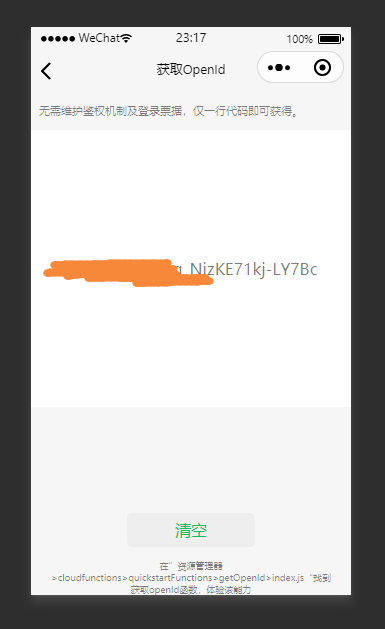 WeChat 23:17 100%
获取OpenId
无需维护鉴权机制及登录票据，仅一行代码即可获得。
NizKE71kj-LY7Bc
清空
在”资源管理器
>cloudfunctions>quickstartFunctions>getOpenId>index.js“找到
获取openId函数，体验该能力